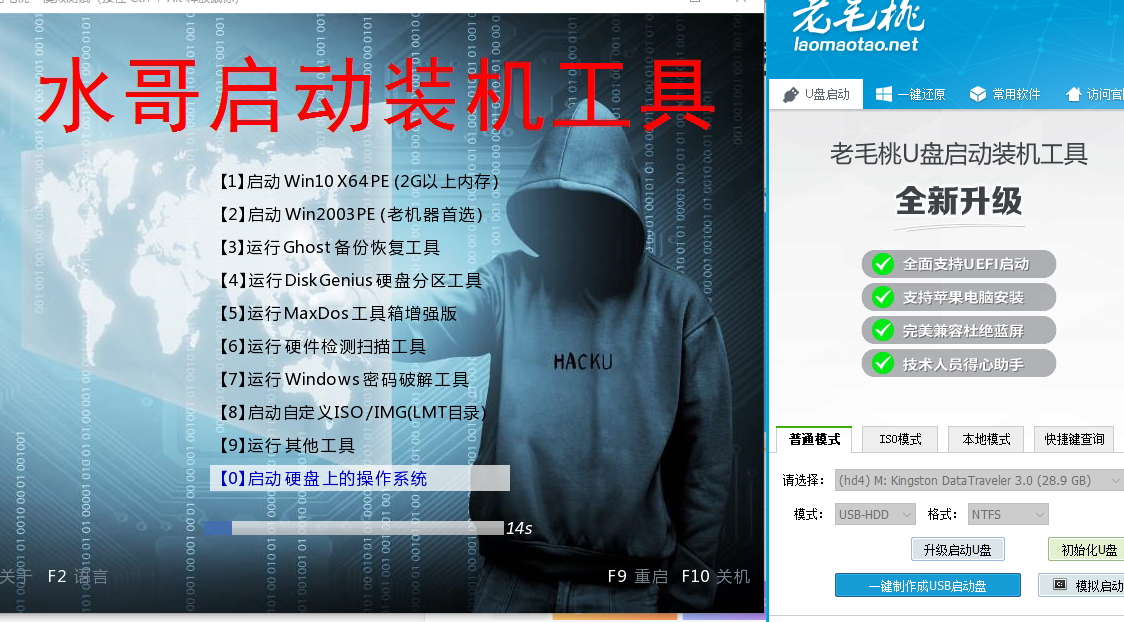 水哥启动装机工具
【1】启动 Win10 X64 PE (2G以上内存)
【2】启动 Win2003PE (老机器首选)
【3】运行 Ghost 备份恢复工具
【4】运行 DiskGenius 硬盘分区工具
【5】运行 MaxDos 工具箱增强版
【6】运行 硬件检测扫描工具
【7】运行 Windows 密码破解工具
【8】启动自定义ISO/IMG(LMT目录)
【9】运行 其他工具
【0】启动 硬盘上的操作系统
14s
关于 F2 语言
F9 重启 F10 关机
HACKU
老毛桃
laomaotao.net
U盘启动 一键还原 常用软件 访问官
老毛桃U盘启动装机工具
全新升级
全面支持UEFI启动
支持苹果电脑安装
完美兼容杜绝蓝屏
技术人员得心助手
普通模式 ISO模式 本地模式 快捷键查询
请选择: (hd4) M: Kingston DataTraveler 3.0 (28.9 GB)
模式: USB-HDD 格式: NTFS
升级启动U盘 初始化U盘
一键制作成USB启动盘 模拟启动